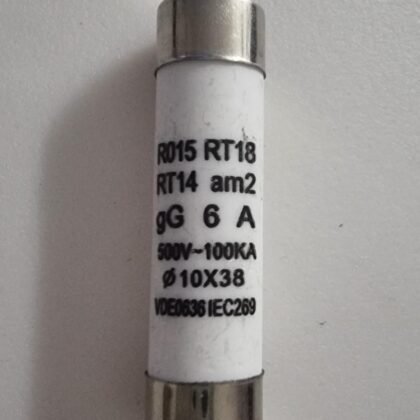 R015 RT18
RT14 am2
gG 6 A
500V~100KA
Ø10X38
VDE0636 IEC269